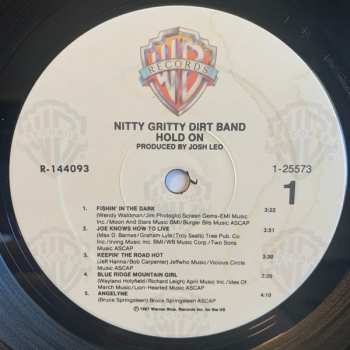 WB
RECORDS
NITTY GRITTY DIRT BAND
HOLD ON
PRODUCED BY JOSH LEO
R-144093
1-25573
1
1. FISHIN' IN THE DARK 3:22
(Wendy Waldman/Jim Photoglo) Screen Gems-EMI Music
Inc./Moon And Stars Music BMI/Burger Bits Music ASCAP
2. JOE KNOWS HOW TO LIVE 3:31
(Max D. Barnes/Graham Lyle/Troy Seals) Tree Pub. Co.
Inc./Irving Music Inc. BMI/WB Music Corp./Two Sons
Music ASCAP
3. KEEPIN' THE ROAD HOT 3:23
(Jeff Hanna/Bob Carpenter) Jeffwho Music/Vicious Circle
Music ASCAP
4. BLUE RIDGE MOUNTAIN GIRL 3:20
(Wayland Holyfield/Richard Leigh) April Music Inc./Ides Of
March Music/Lion-Hearted Music ASCAP
5. ANGELYNE 4:10
(Bruce Springsteen) Bruce Springsteen ASCAP
1987 Warner Bros. Records Inc. for the US